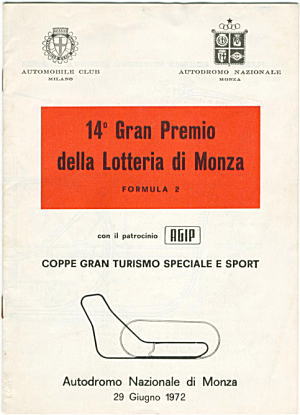 AUTOMOBILE CLUB
MILANO
AUTODROMO NAZIONALE
MONZA
14º Gran Premio
della Lotteria di Monza
FORMULA 2
con il patrocinio AGIP
COPPE GRAN TURISMO SPECIALE E SPORT
Autodromo Nazionale di Monza
29 Giugno 1972